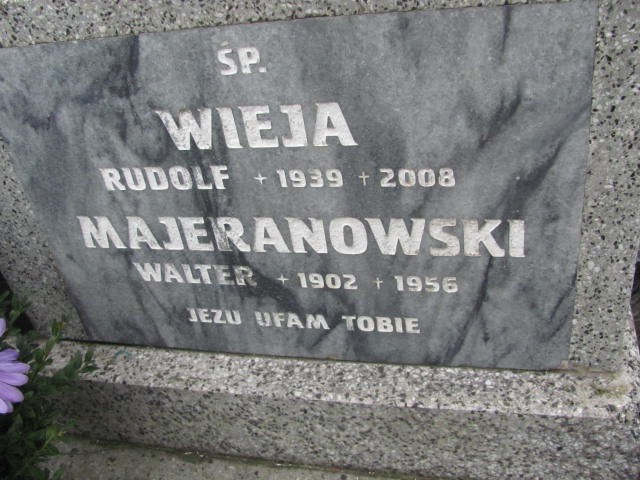 ŚP.
WIEJA
RUDOLF + 1939 † 2008
MAJERANOWSKI
WALTER + 1902 † 1956
JEZU UFAM TOBIE